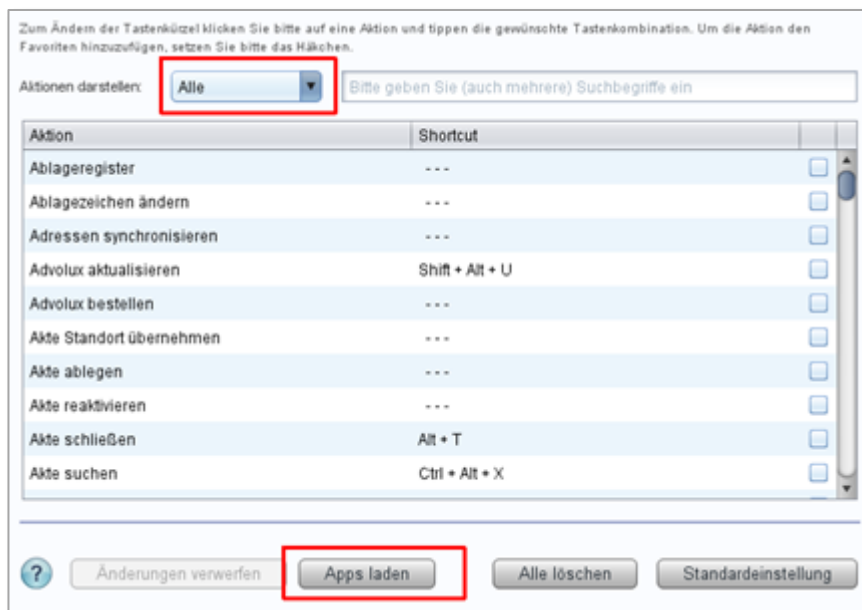 Zum Ändern der Tastenkürzel klicken Sie bitte auf eine Aktion und tippen die gewünschte Tastenkombination. Um die Aktion den
Favoriten hinzuzufügen, setzen Sie bitte das Häkchen.
Aktionen darstellen: Alle Bitte geben Sie (auch mehrere) Suchbegriffe ein
Aktion Shortcut
Ablageregister ---
Ablagezeichen ändern ---
Adressen synchronisieren ---
Advolux aktualisieren Shift + Alt + U
Advolux bestellen ---
Akte Standort übernehmen ---
Akte ablegen ---
Akte reaktivieren ---
Akte schließen Alt + T
Akte suchen Ctrl + Alt + X
? Änderungen verwerfen Apps laden Alle löschen Standardeinstellung